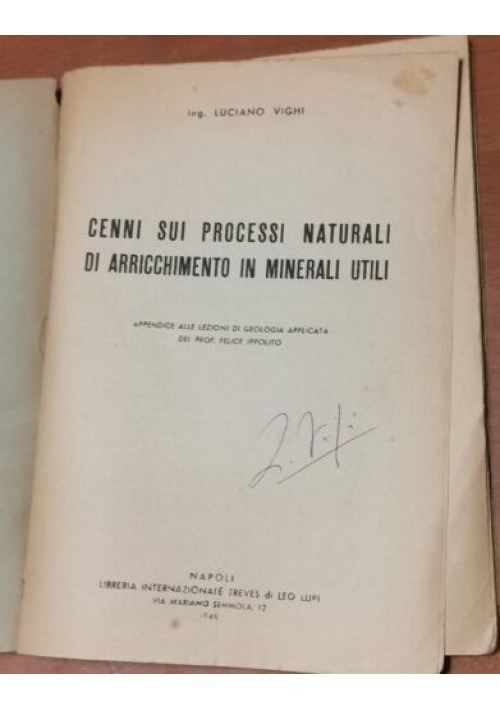 Ing. LUCIANO VIGHI
CENNI SUI PROCESSI NATURALI
DI ARRICCHIMENTO IN MINERALI UTILI
APPENDICE ALLE LEZIONI DI GEOLOGIA APPLICATA
DEL PROF. FELICE IPPOLITO
NAPOLI
LIBRERIA INTERNAZIONALE TREVES di LEO LUPI
VIA MARIANO SEMMOLA, 12